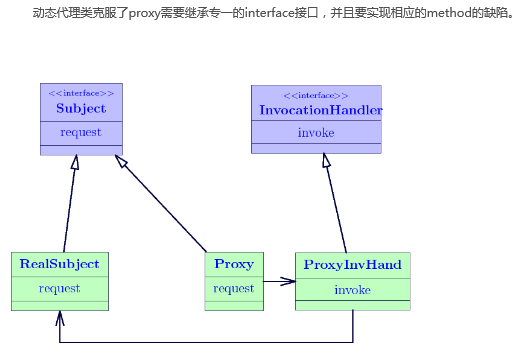 动态代理类克服了proxy需要继承专一的interface接口，并且要实现相应的method的缺陷。
<<interface>>
Subject
request
<<interface>>
InvocationHandler
invoke
RealSubject
request
Proxy
request
ProxyInvHand
invoke